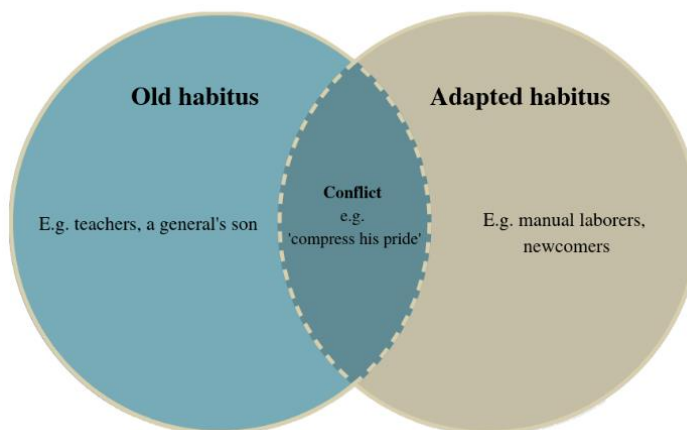 Old habitus
Adapted habitus
E.g. teachers, a general's son
Conflict
e.g.
'compress his pride'
E.g. manual laborers,
newcomers